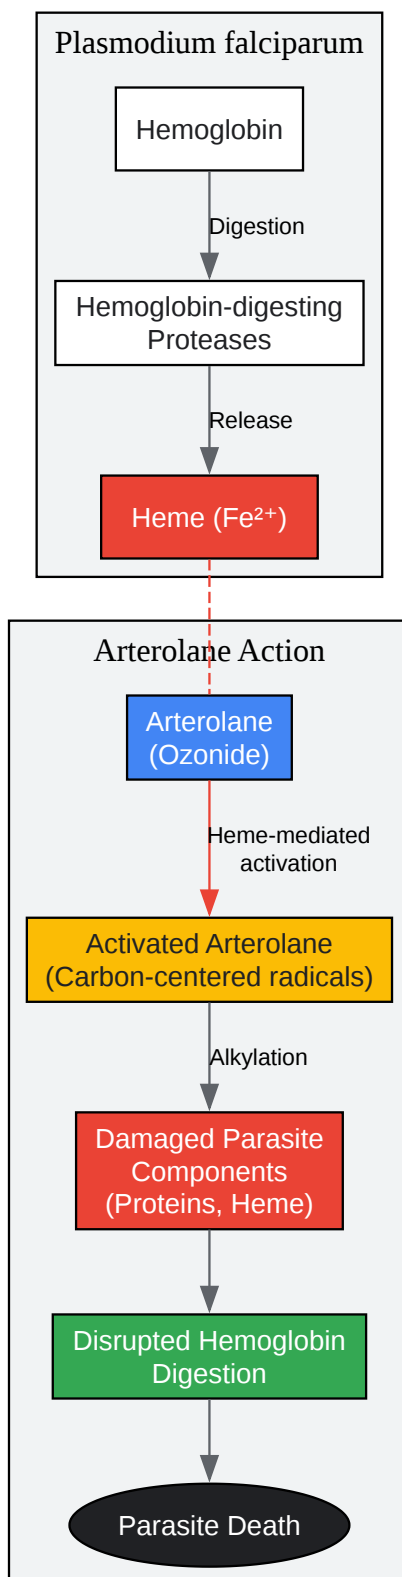 Plasmodium falciparum
Hemoglobin
Digestion
Hemoglobin-digesting
Proteases
Release
Heme (Fe²⁺)
Arterolane Action
Arterolane
(Ozonide)
Heme-mediated
activation
Activated Arterolane
(Carbon-centered radicals)
Alkylation
Damaged Parasite
Components
(Proteins, Heme)
Disrupted Hemoglobin
Digestion
Parasite Death